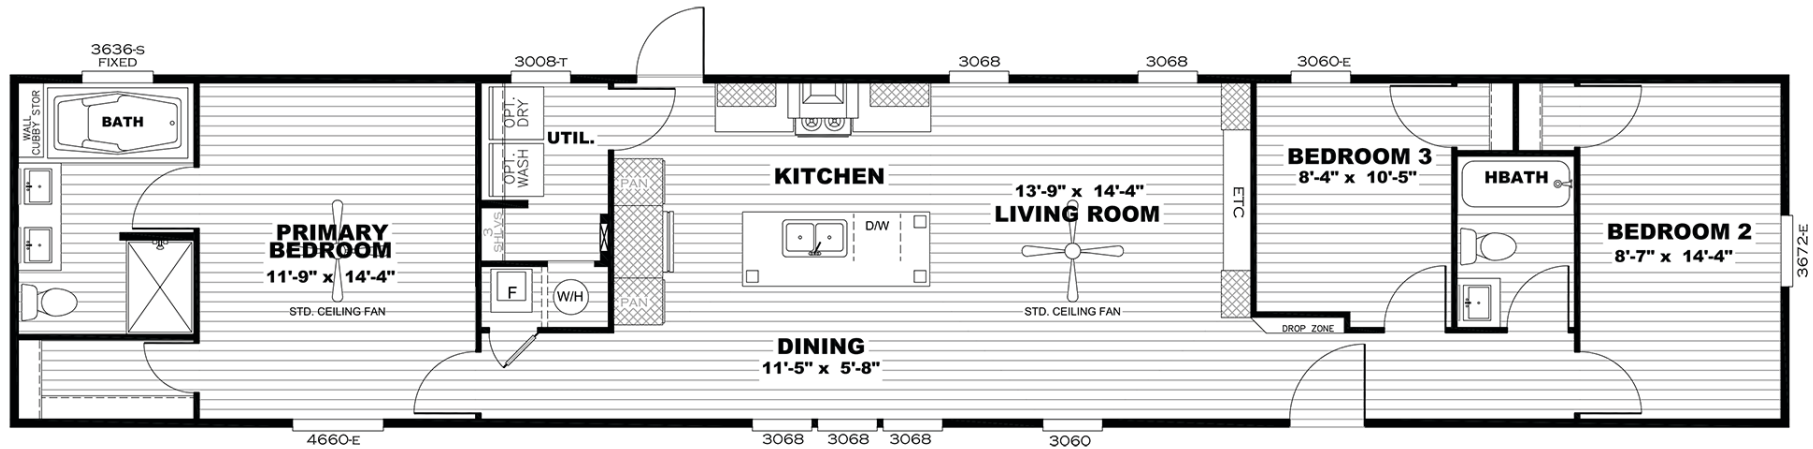 3636-S
FIXED
3008-T
3068
3068
3060-E
WALL
CUBBY STOR
BATH
OPT.
DRY
UTIL.
OPT.
WASH
3
SHLVS
PRIMARY
BEDROOM
11'-9" x 14'-4"
STD. CEILING FAN
F
W/H
PAN
PAN
KITCHEN
D/W
13'-9" x 14'-4"
LIVING ROOM
STD. CEILING FAN
ETC
DINING
11'-5" x 5'-8"
DROP ZONE
BEDROOM 3
8'-4" x 10'-5"
HBATH
BEDROOM 2
8'-7" x 14'-4"
3672-E
4660-E
3068
3068
3068
3060